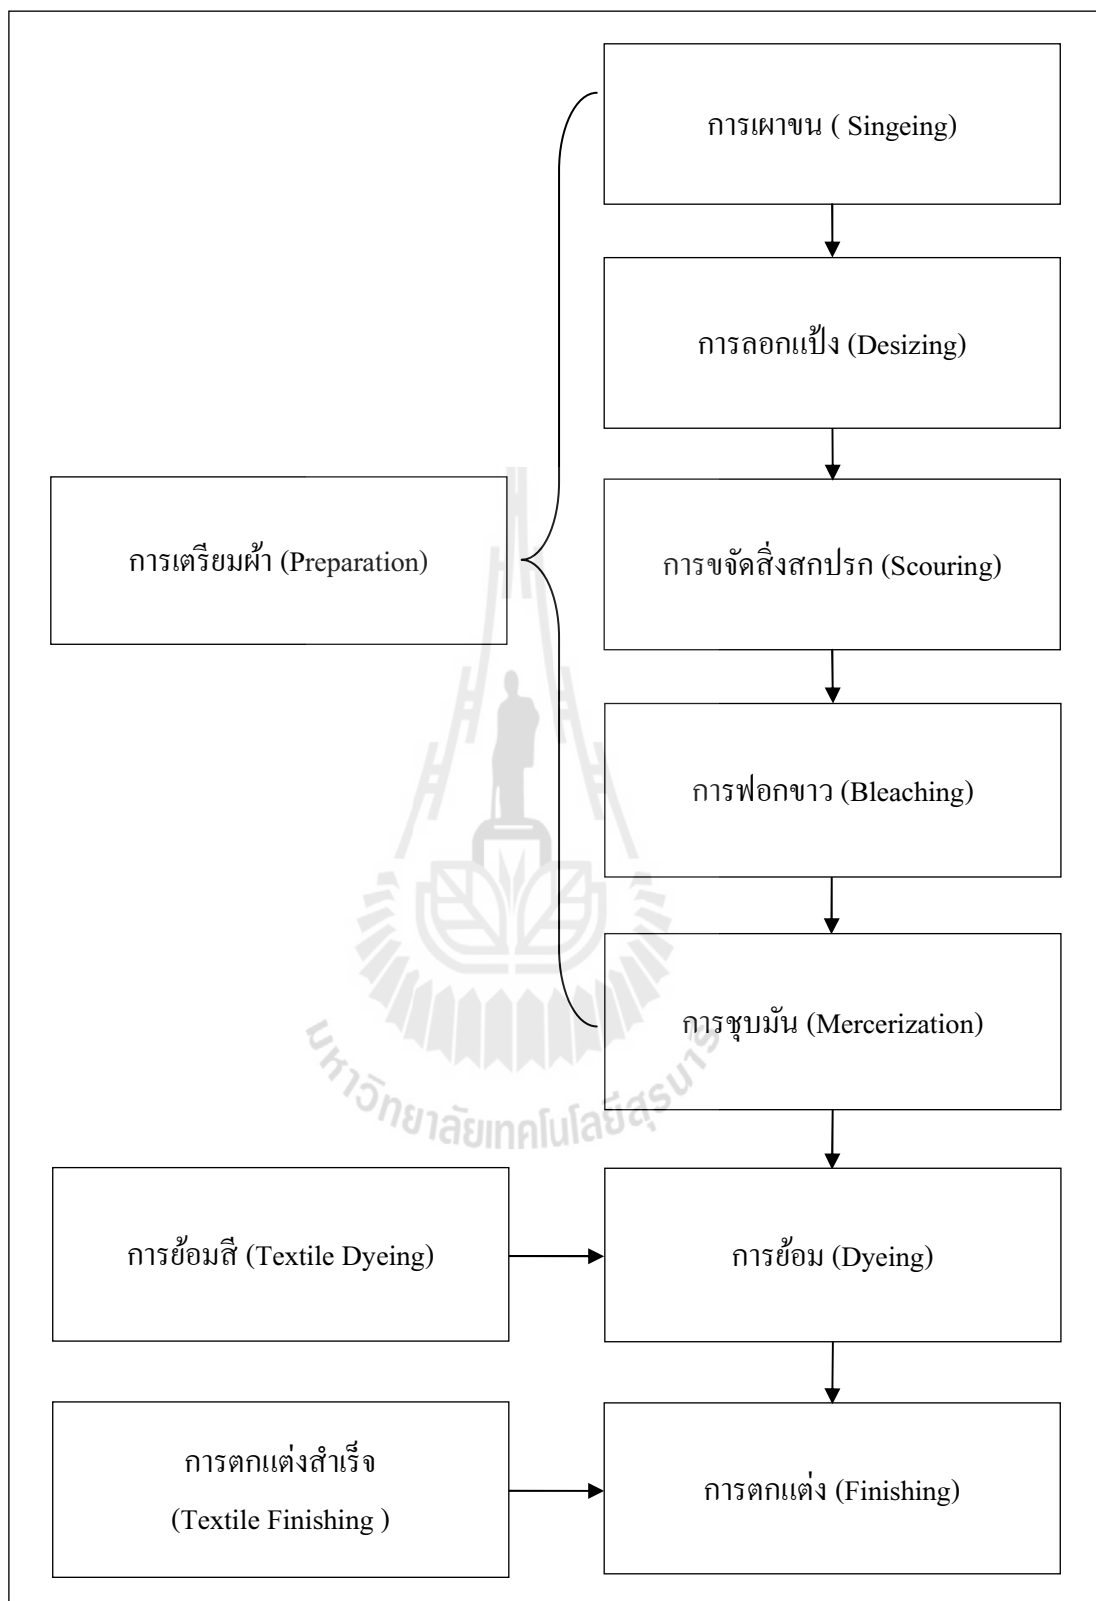 การเผาขน ( Singeing)
การลอกแป้ง (Desizing)
การเตรียมผ้า (Preparation)
การขจัดสิ่งสกปรก (Scouring)
การฟอกขาว (Bleaching)
การชุบมัน (Mercerization)
มหาวิทยาลัยเทคโนโลยีสุรนารี
การย้อมสี (Textile Dyeing)
การย้อม (Dyeing)
การตกแต่งสำเร็จ
(Textile Finishing )
การตกแต่ง (Finishing)